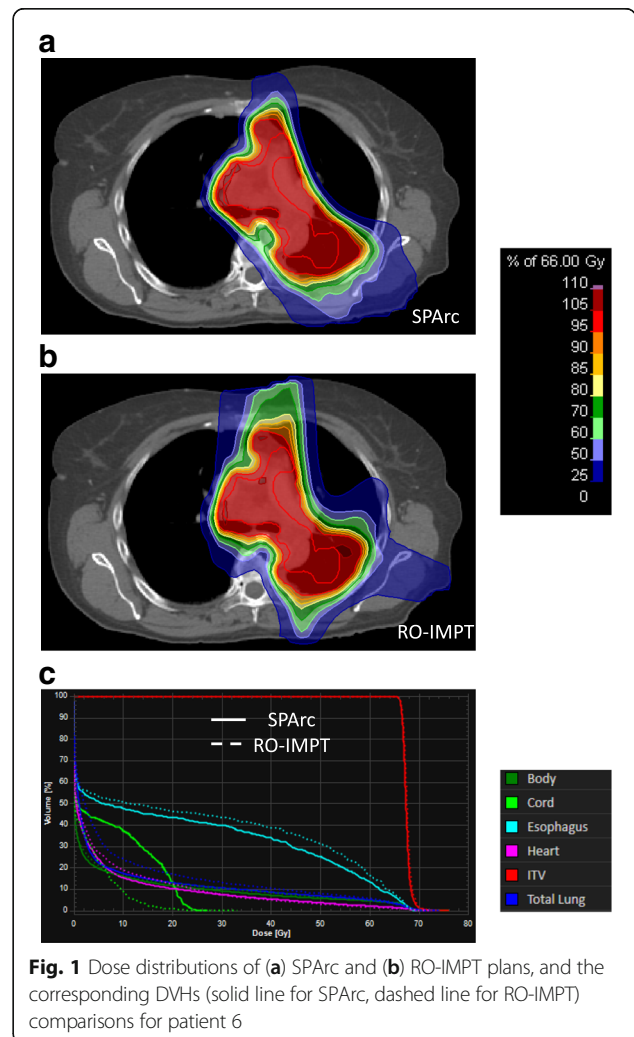 a
SPArc
b
RO-IMPT
% of 66.00 Gy
110
105
95
90
85
80
70
60
50
25
0
c
SPArc
RO-IMPT
Volume [%]
100
90
80
70
60
50
40
30
20
10
0
0 10 20 30 40 50 60 70 80
Dose [Gy]
Body
Cord
Esophagus
Heart
ITV
Total Lung
Fig. 1 Dose distributions of (a) SPArc and (b) RO-IMPT plans, and the
corresponding DVHs (solid line for SPArc, dashed line for RO-IMPT)
comparisons for patient 6